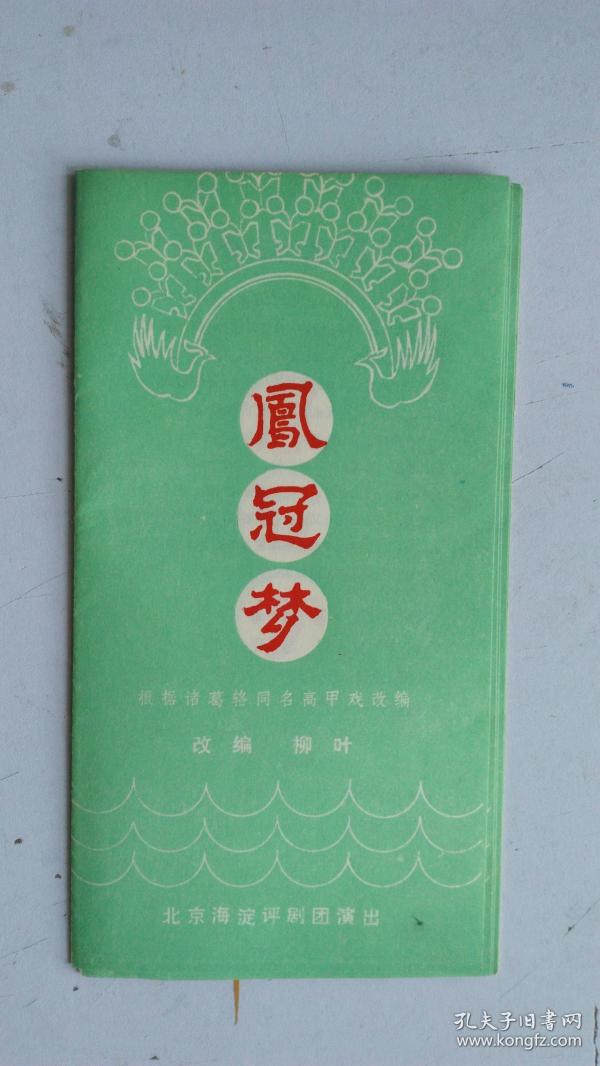 鳳
冠
梦
根据诸葛辂同名高甲戏改编
改编 柳叶
北京海淀评剧团演出
孔夫子旧书网
www.kongfz.com